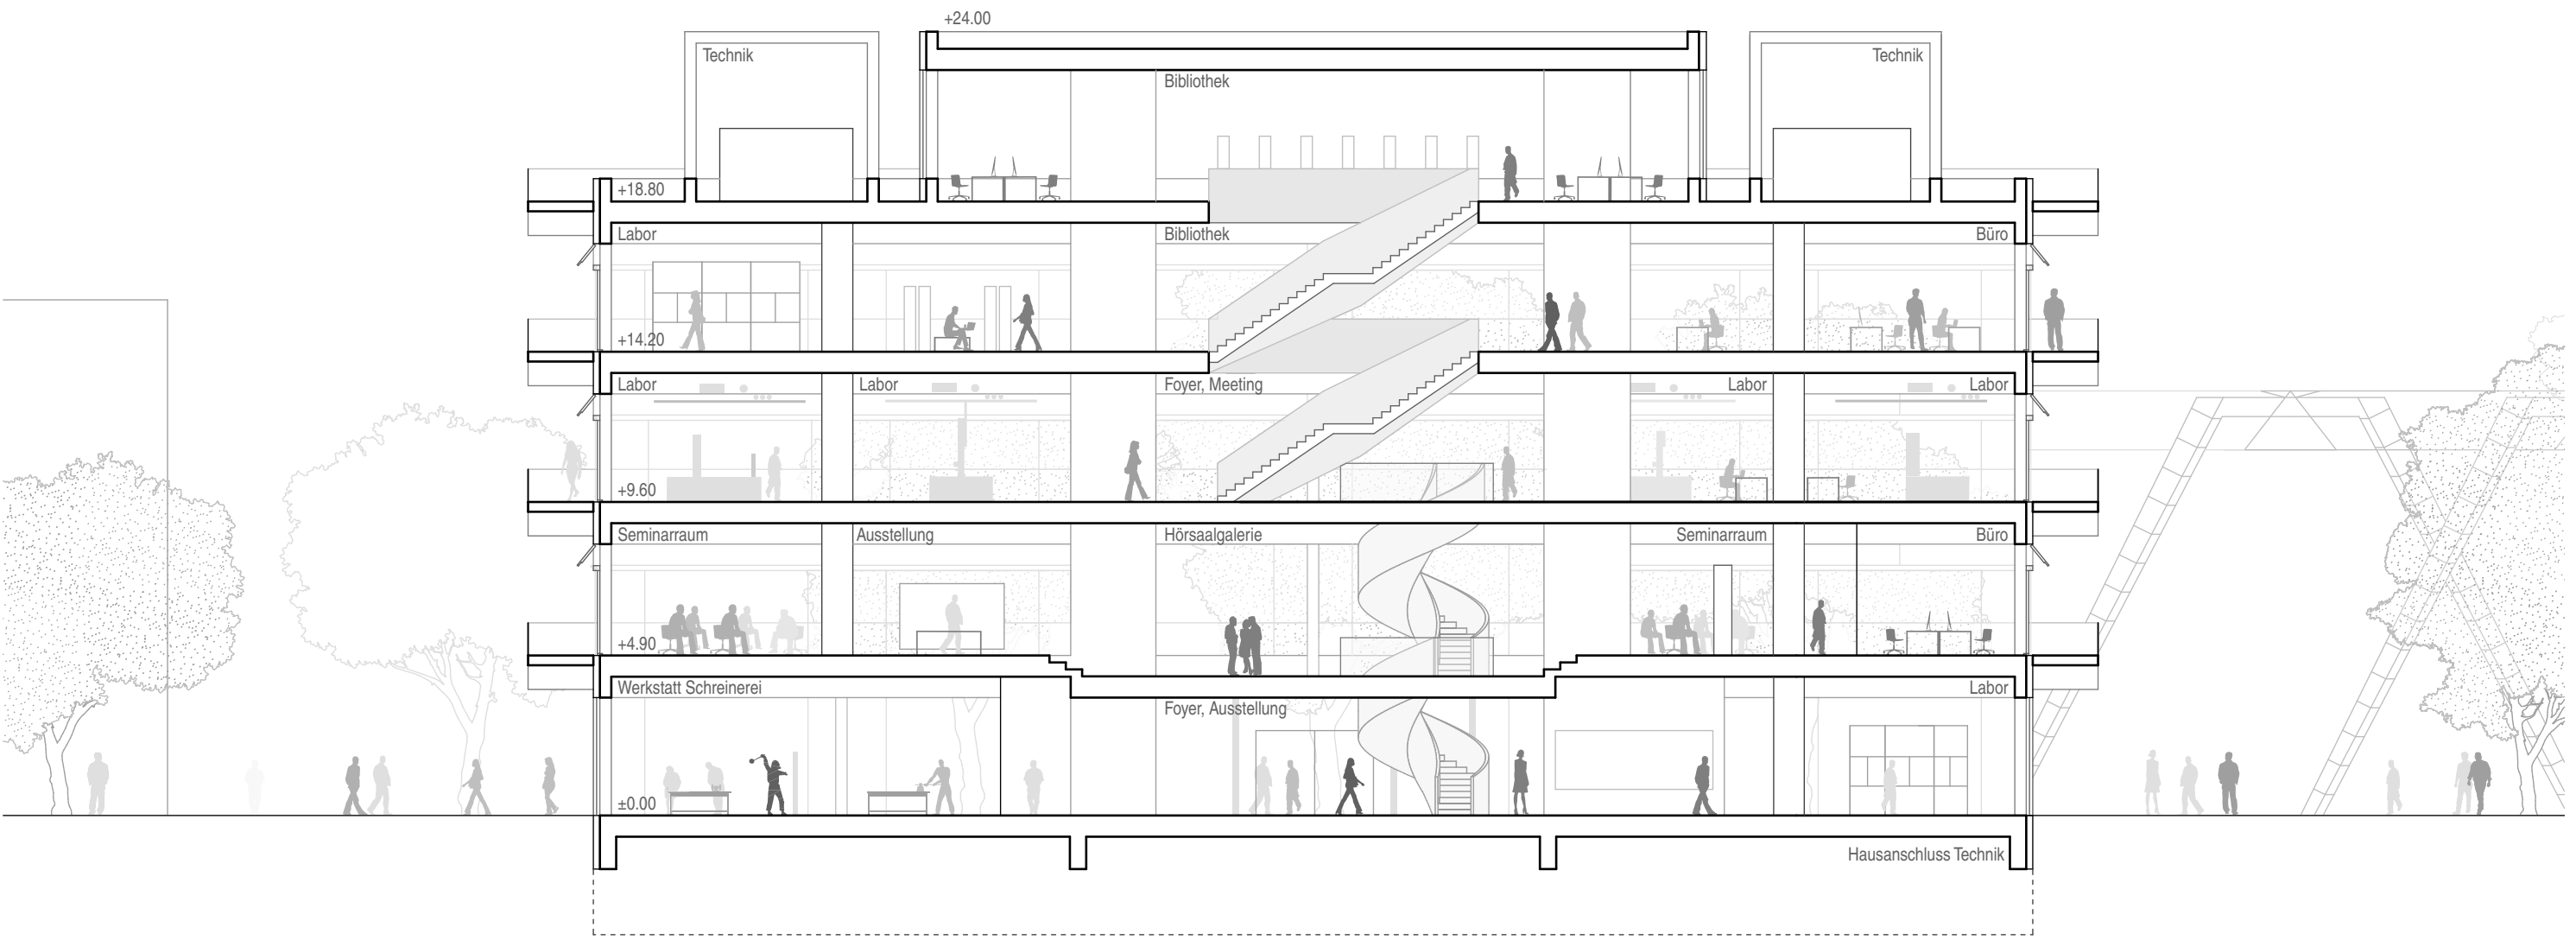 +24.00
Technik
Technik
Bibliothek
+18.80
Labor
Bibliothek
Büro
+14.20
Labor
Labor
Foyer, Meeting
Labor
Labor
+9.60
Seminarraum
Ausstellung
Hörsaalgalerie
Seminarraum
Büro
+4.90
Werkstatt Schreinerei
Labor
Foyer, Ausstellung
±0.00
Hausanschluss Technik